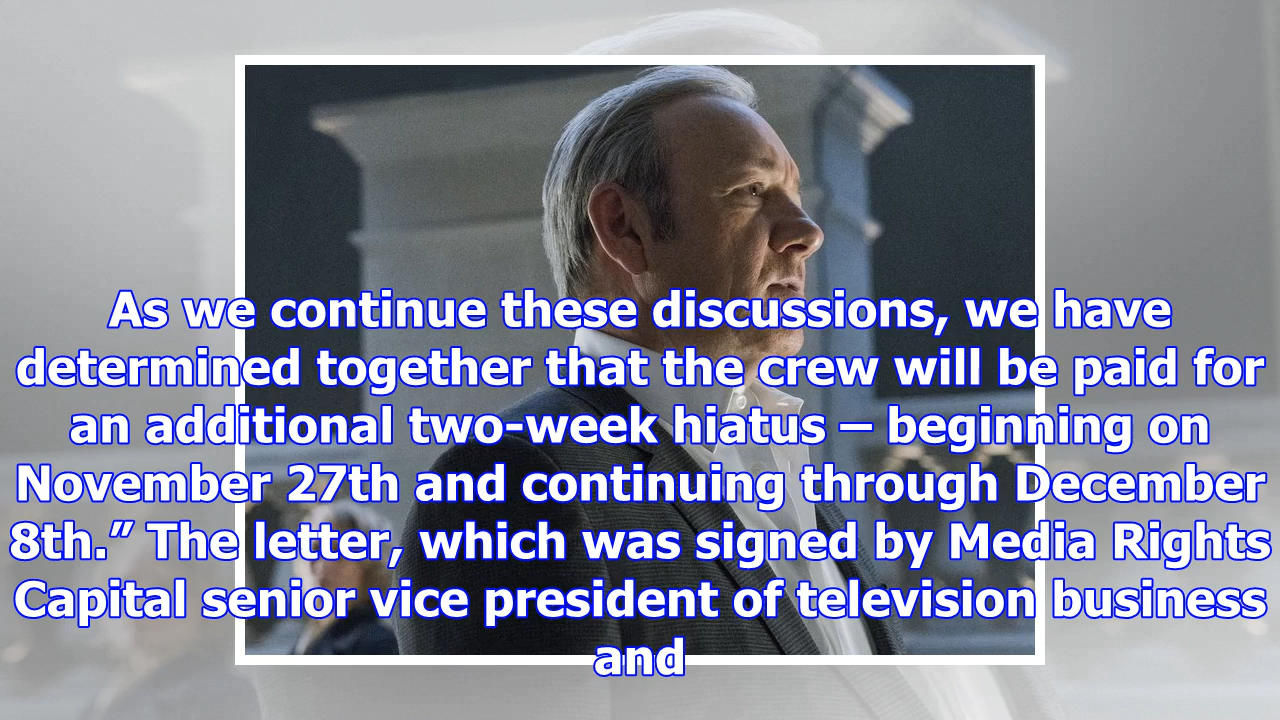 As we continue these discussions, we have
determined together that the crew will be paid for
an additional two-week hiatus – beginning on
November 27th and continuing through December
8th.” The letter, which was signed by Media Rights
Capital senior vice president of television business
and